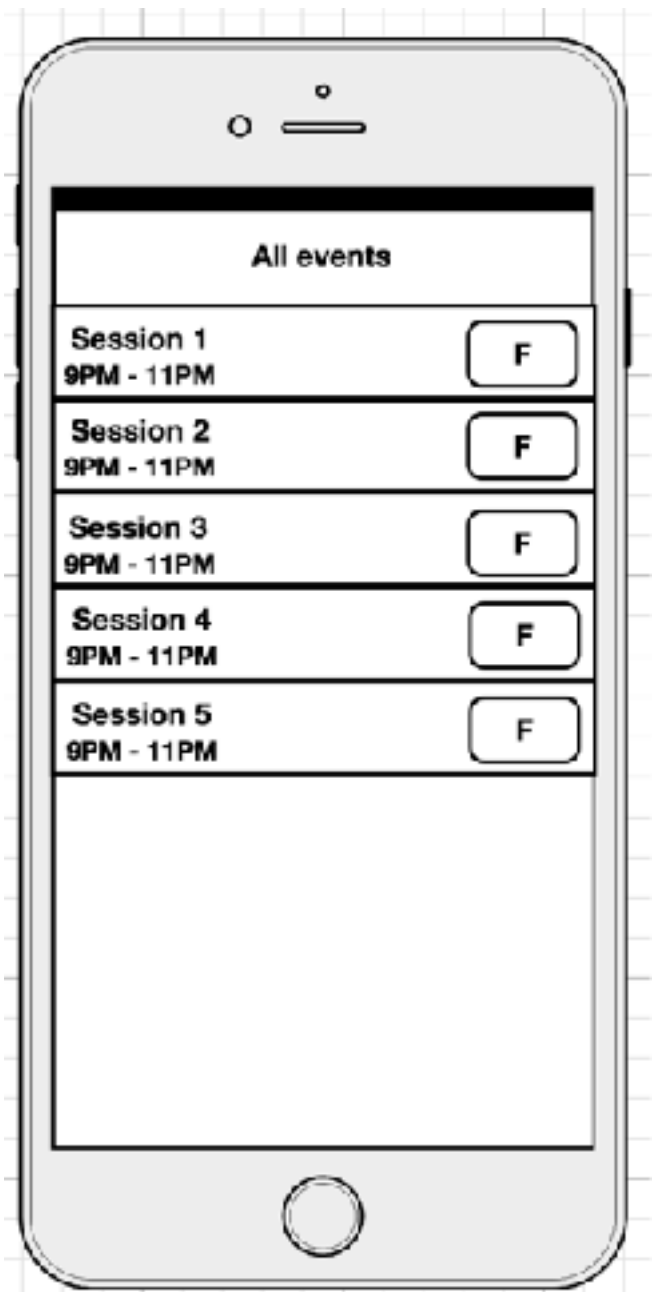 All events
Session 1
9PM - 11PM
F
Session 2
9PM - 11PM
F
Session 3
9PM - 11PM
F
Session 4
9PM - 11PM
F
Session 5
9PM - 11PM
F